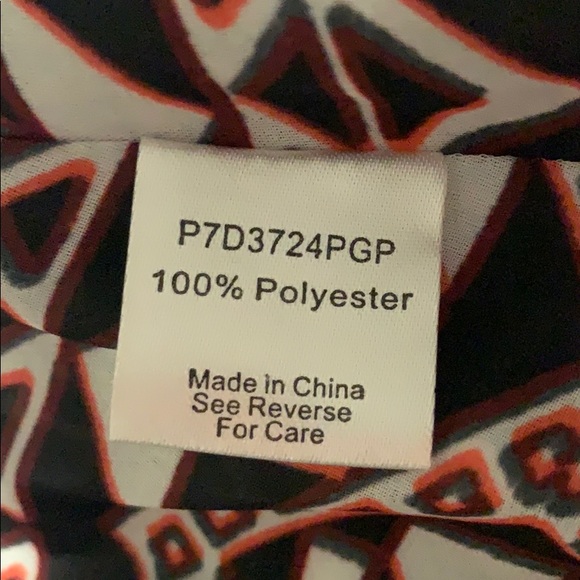 P7D3724PGP
100% Polyester
Made in China
See Reverse
For Care